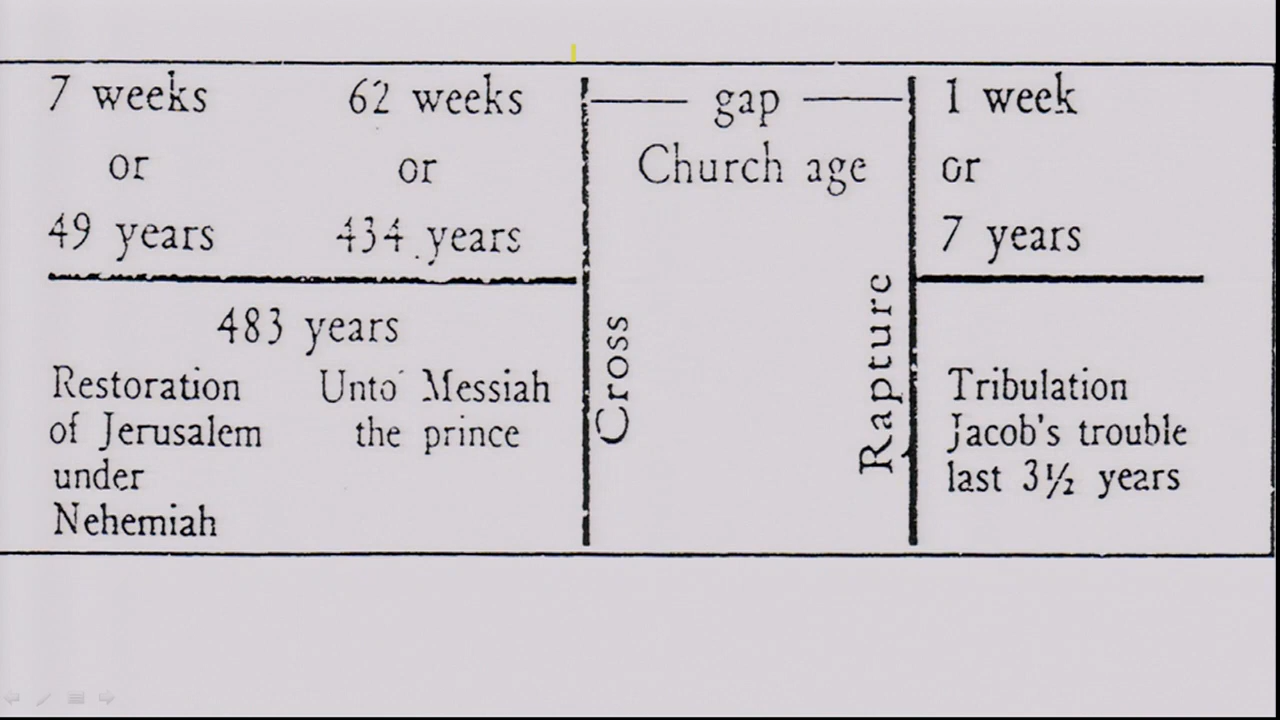 7 weeks
or
49 years
62 weeks
or
434 years
483 years
Restoration
of Jerusalem
under
Nehemiah
Unto Messiah
the prince
Cross
gap
Church age
Rapture
1 week
or
7 years
Tribulation
Jacob's trouble
last 3½ years